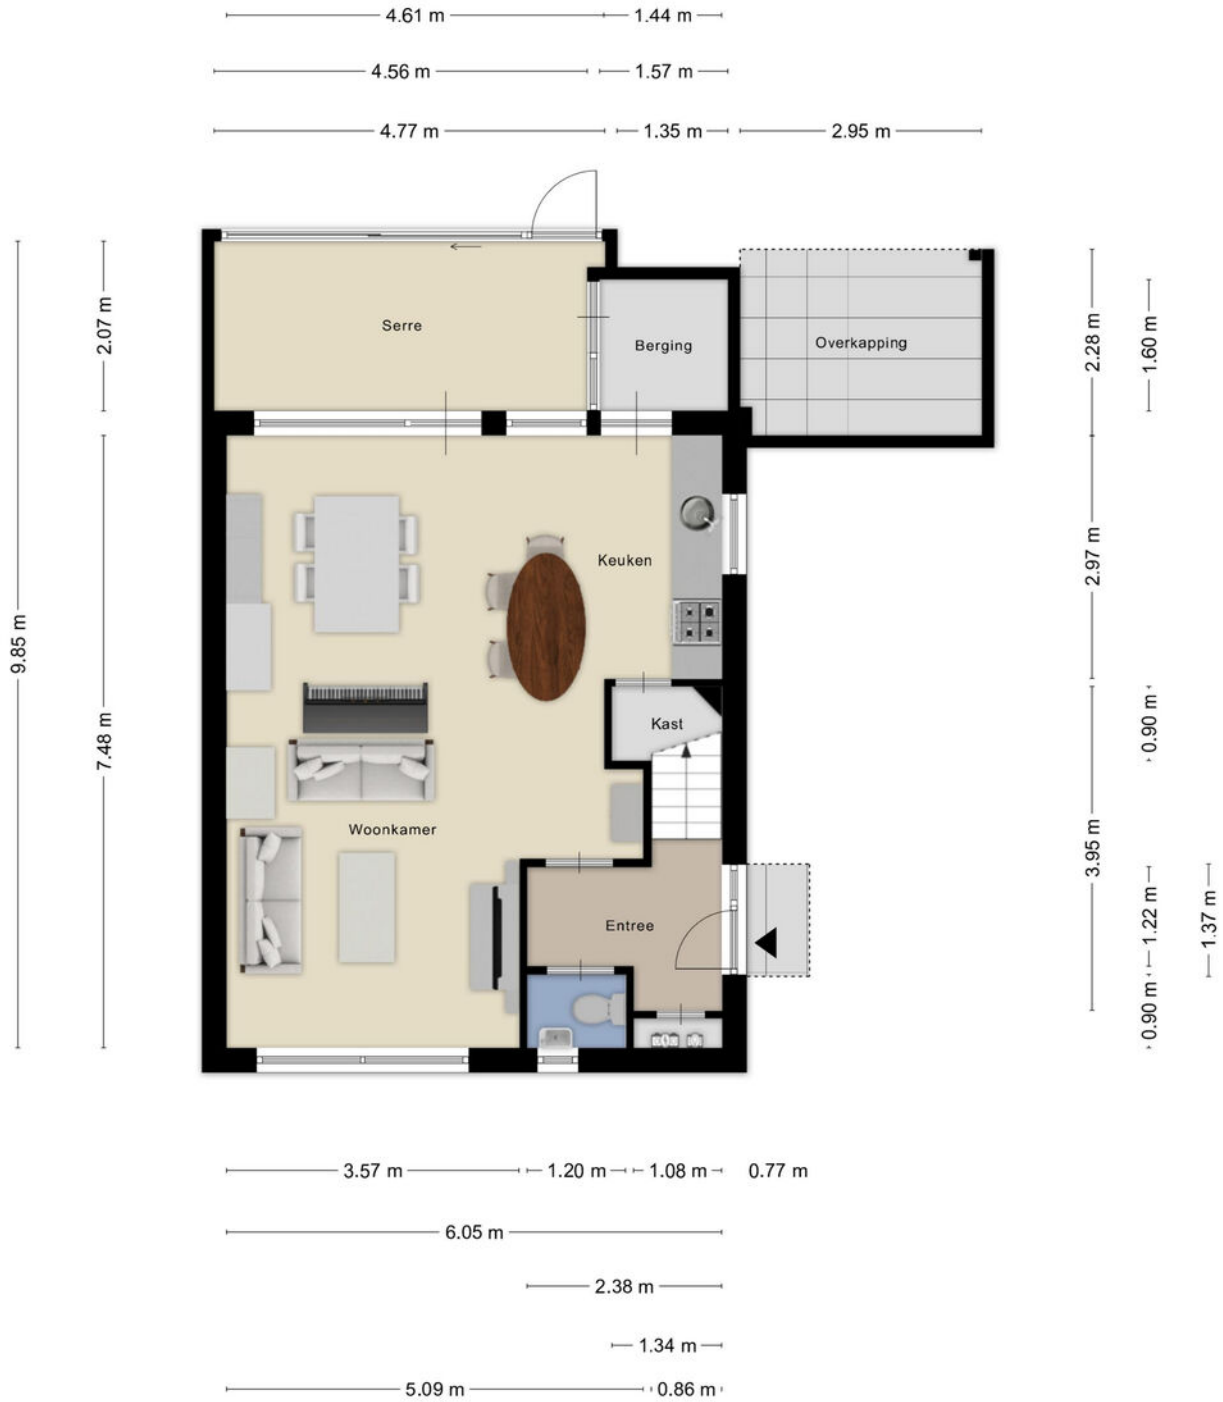 4.61 m 1.44 m
4.56 m 1.57 m
4.77 m 1.35 m 2.95 m
2.07 m
Serre
Berging
Overkapping
2.28 m
1.60 m
9.85 m
7.48 m
Keuken
2.97 m
Kast
0.90 m
Woonkamer
3.95 m
Entree
1.22 m
1.37 m
0.90 m
3.57 m 1.20 m 1.08 m 0.77 m
6.05 m
2.38 m
1.34 m
5.09 m 0.86 m